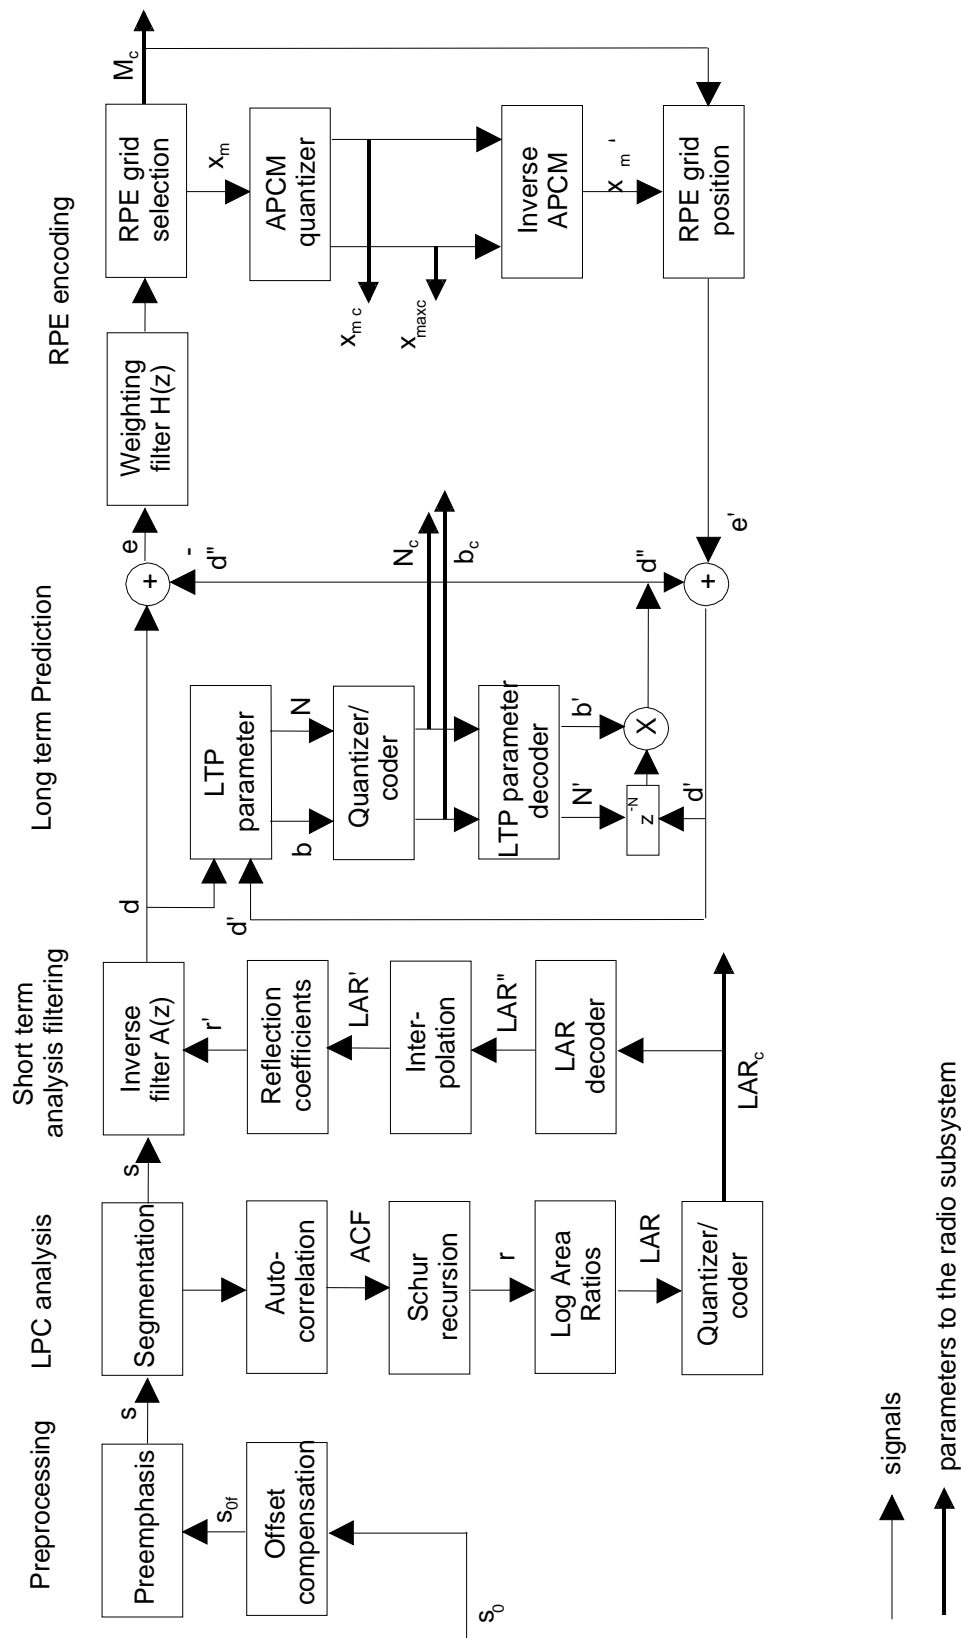 Preprocessing
LPC analysis
Short term
analysis filtering
Long term Prediction
RPE encoding
Preemphasis
s
Segmentation
s
Inverse
filter A(z)
d
+
e
-
d''
Weighting
filter H(z)
RPE grid
selection
Mc
s0f
Offset
compensation
s0
Auto-
correlation
ACF
Schur
recursion
r
Log Area
Ratios
LAR
Quantizer/
coder
LARc
r'
Reflection
coefficients
LAR'
Inter-
polation
LAR''
LAR
decoder
d'
LTP
parameter
b
N
Quantizer/
coder
Nc
bc
LTP parameter
decoder
N'
b'
z-N
X
d'
d''
+
e'
xm
APCM
quantizer
xm c
xmaxc
Inverse
APCM
x m '
RPE grid
position
signals
parameters to the radio subsystem